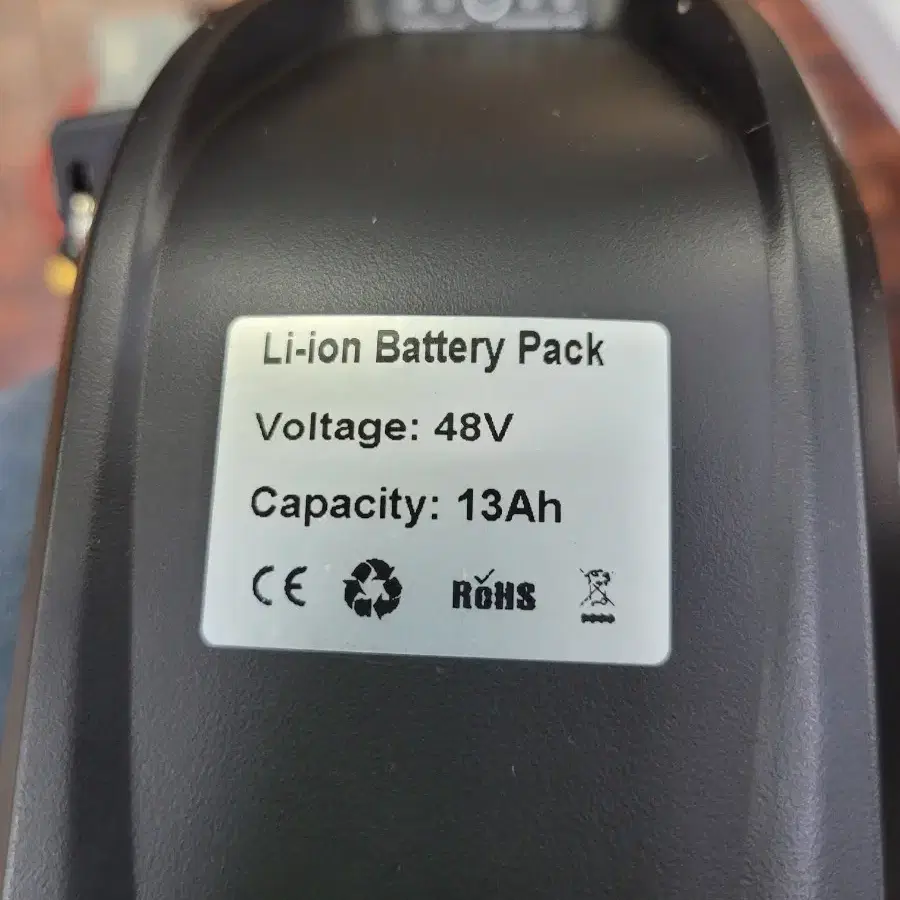 Li-ion Battery Pack
Voltage: 48V
Capacity: 13Ah
CE RoHS